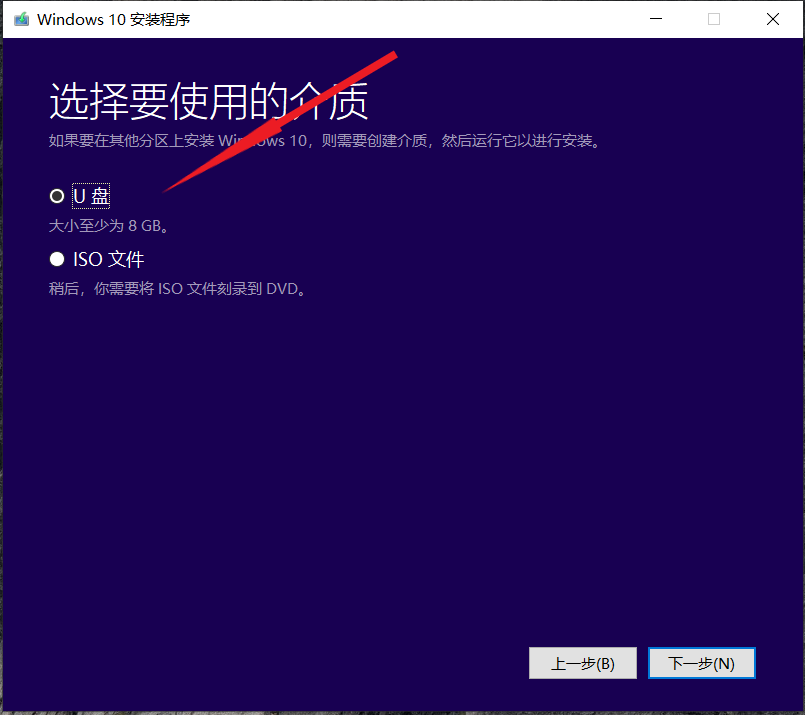 Windows 10 安装程序
选择要使用的介质
如果要在其他分区上安装 Windows 10，则需要创建介质，然后运行它以进行安装。
U 盘
大小至少为 8 GB。
ISO 文件
稍后，你需要将 ISO 文件刻录到 DVD。
上一步(B)
下一步(N)